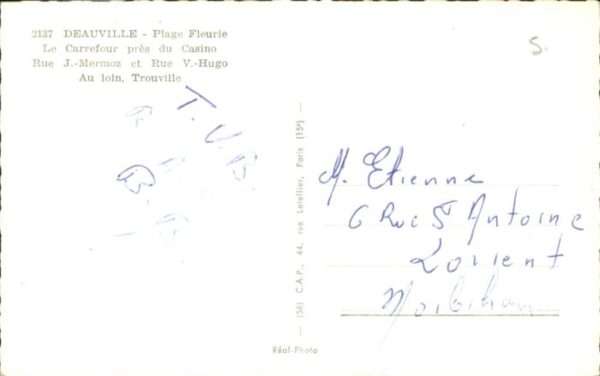 2137 DEAUVILLE - Plage Fleurie
Le Carrefour près du Casino
Rue J.-Mermoz et Rue V.-Hugo
Au loin, Trouville
S.
T. V. B.
B.
— (56) C.A.P., 44, rue Letellier, Paris (15e) —
M. Etienne
6 Rue St Antoine
Lorient
Morbihan
Réal-Photo